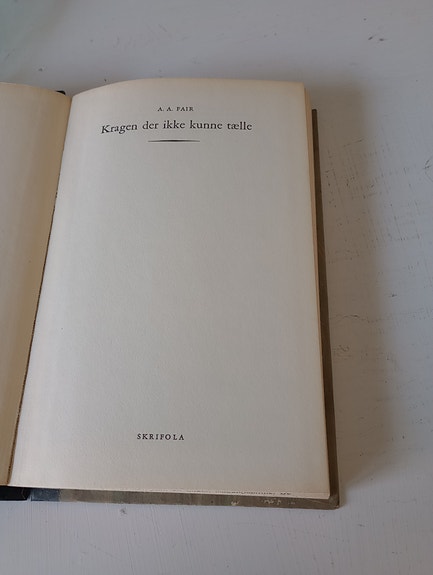 A. A. FAIR
Kragen der ikke kunne tælle
SKRIFOLA